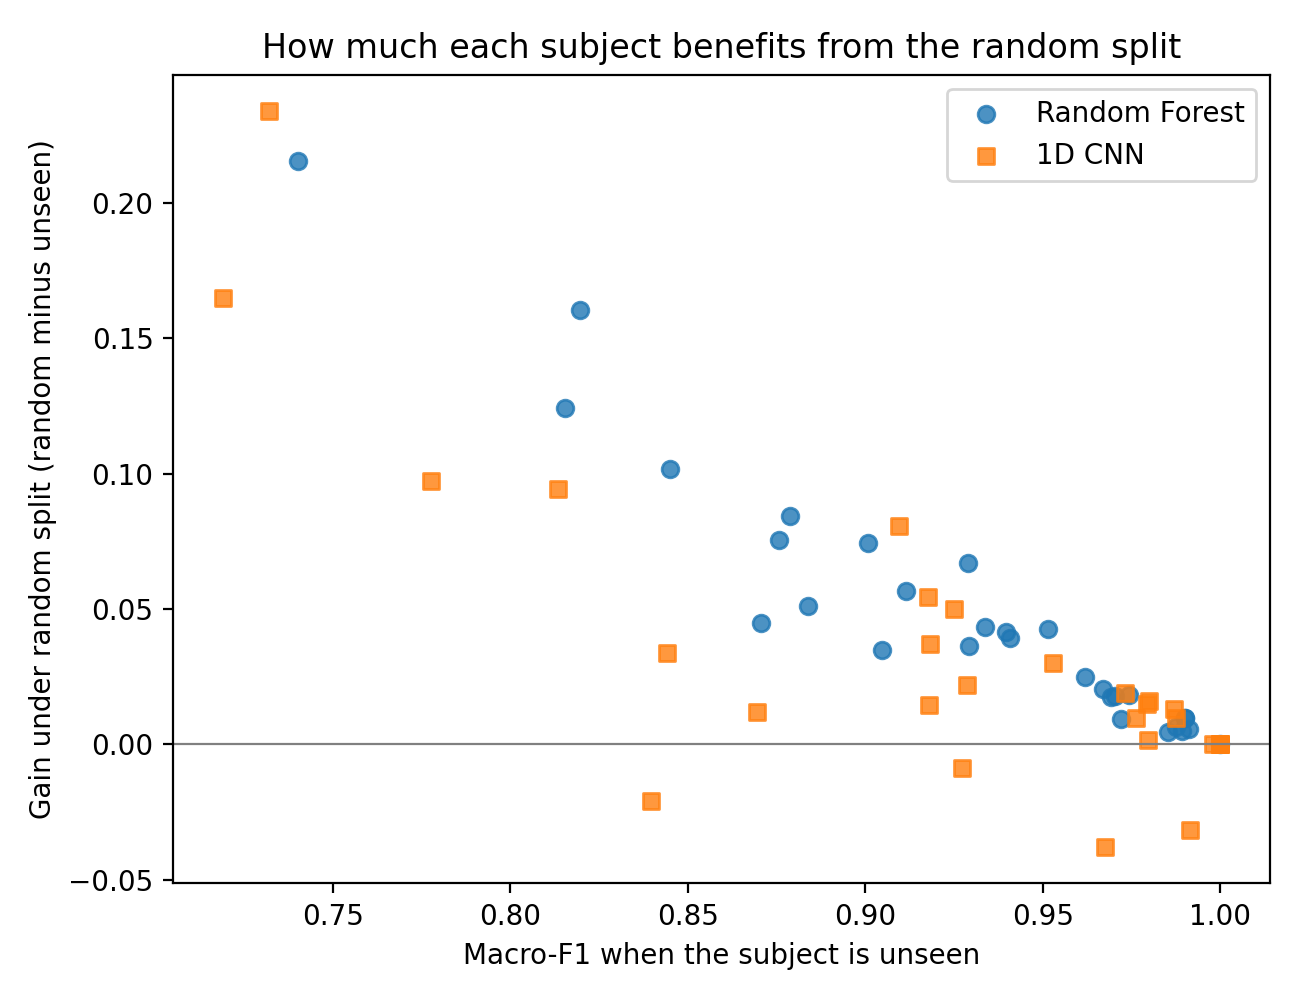 How much each subject benefits from the random split
Random Forest
1D CNN
Gain under random split (random minus unseen)
0.20
0.15
0.10
0.05
0.00
−0.05
0.75 0.80 0.85 0.90 0.95 1.00
Macro-F1 when the subject is unseen